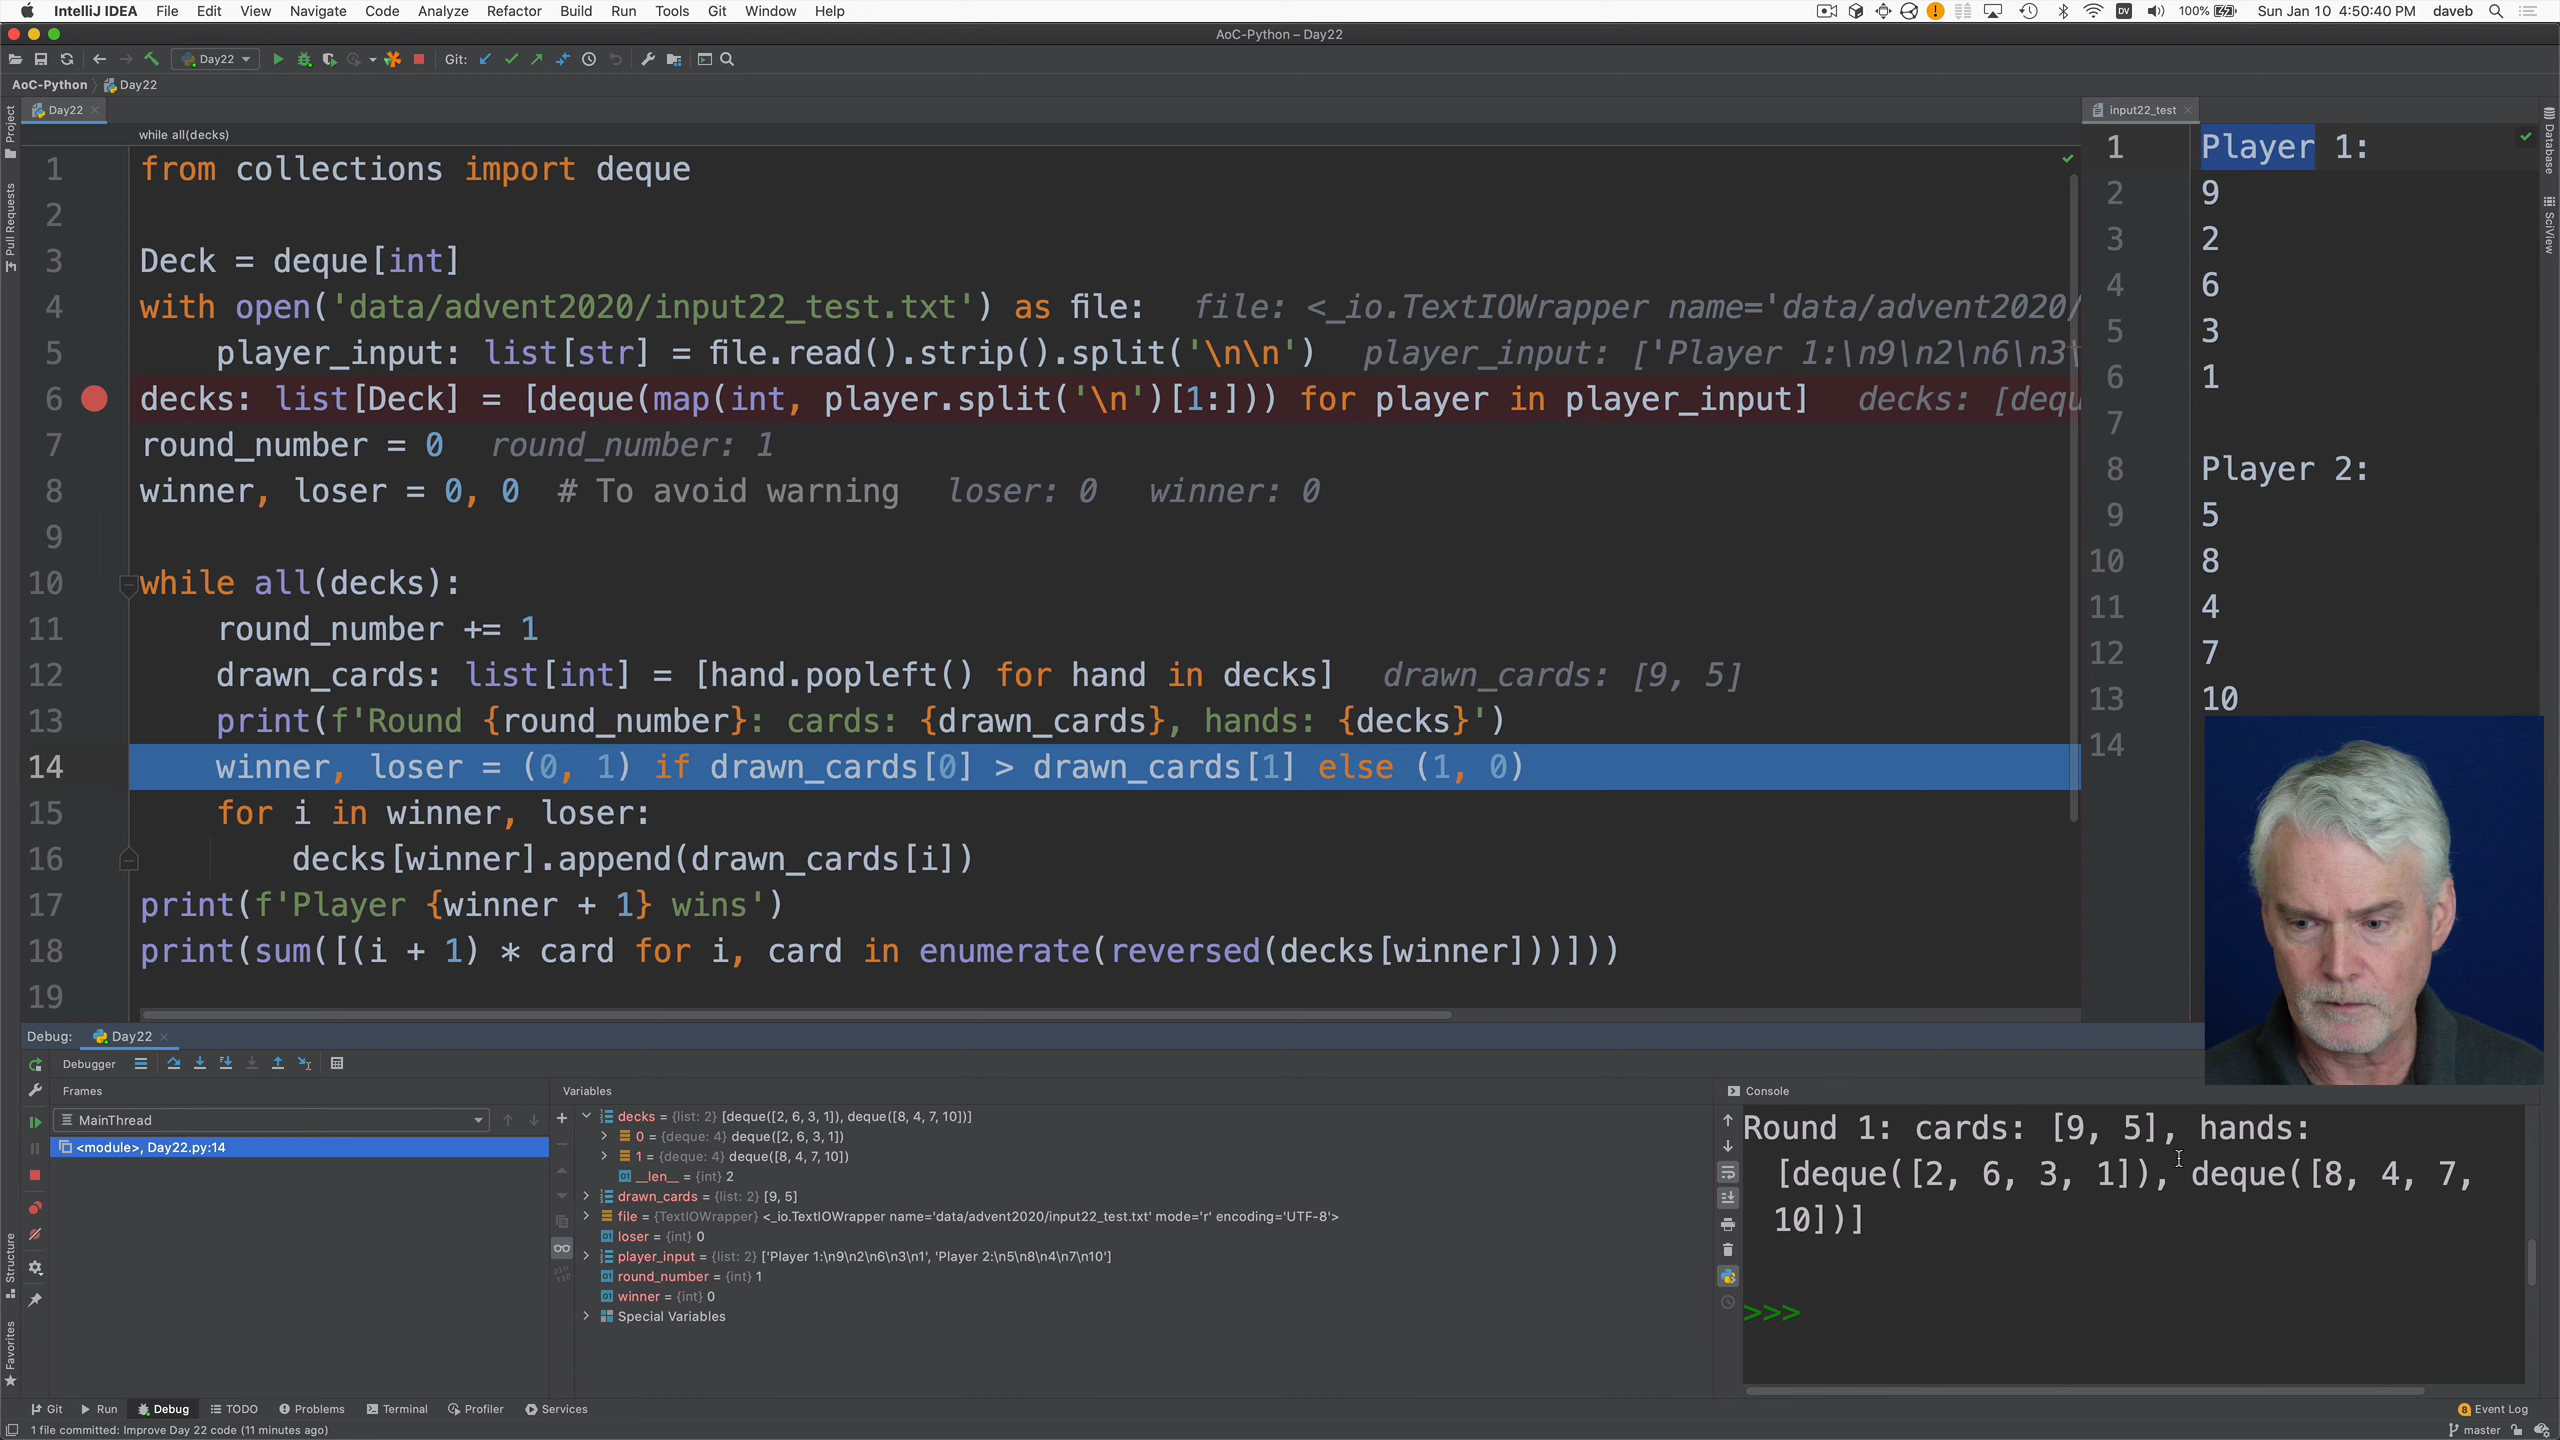 IntelliJ IDEA File Edit View Navigate Code Analyze Refactor Build Run Tools Git Window Help
100% Sun Jan 10 4:50:40 PM daveb
AoC-Python – Day22
Day22
Git:
AoC-Python Day22
Day22
input22_test
while all(decks)
1 from collections import deque
2
3 Deck = deque[int]
4 with open('data/advent2020/input22_test.txt') as file: file: <_io.TextIOWrapper name='data/advent2020/
5 player_input: list[str] = file.read().strip().split('\n\n') player_input: ['Player 1:\n9\n2\n6\n3\
6 decks: list[Deck] = [deque(map(int, player.split('\n')[1:])) for player in player_input] decks: [dequ
7 round_number = 0 round_number: 1
8 winner, loser = 0, 0 # To avoid warning loser: 0 winner: 0
9
10 while all(decks):
11 round_number += 1
12 drawn_cards: list[int] = [hand.popleft() for hand in decks] drawn_cards: [9, 5]
13 print(f'Round {round_number}: cards: {drawn_cards}, hands: {decks}')
14 winner, loser = (0, 1) if drawn_cards[0] > drawn_cards[1] else (1, 0)
15 for i in winner, loser:
16 decks[winner].append(drawn_cards[i])
17 print(f'Player {winner + 1} wins')
18 print(sum([(i + 1) * card for i, card in enumerate(reversed(decks[winner]))]))
19
1 Player 1:
2 9
3 2
4 6
5 3
6 1
7
8 Player 2:
9 5
10 8
11 4
12 7
13 10
14
Project
Pull Requests
Structure
Favorites
Database
SciView
Debug: Day22
Debugger
Frames
MainThread
<module>, Day22.py:14
Variables
decks = {list: 2} [deque([2, 6, 3, 1]), deque([8, 4, 7, 10])]
0 = {deque: 4} deque([2, 6, 3, 1])
1 = {deque: 4} deque([8, 4, 7, 10])
__len__ = {int} 2
drawn_cards = {list: 2} [9, 5]
file = {TextIOWrapper} <_io.TextIOWrapper name='data/advent2020/input22_test.txt' mode='r' encoding='UTF-8'>
loser = {int} 0
player_input = {list: 2} ['Player 1:\n9\n2\n6\n3\n1', 'Player 2:\n5\n8\n4\n7\n10']
round_number = {int} 1
winner = {int} 0
Special Variables
Console
Round 1: cards: [9, 5], hands:
[deque([2, 6, 3, 1]), deque([8, 4, 7,
10])]
>>>
Git Run Debug TODO Problems Terminal Profiler Services
8 Event Log
1 file committed: Improve Day 22 code (11 minutes ago)
master